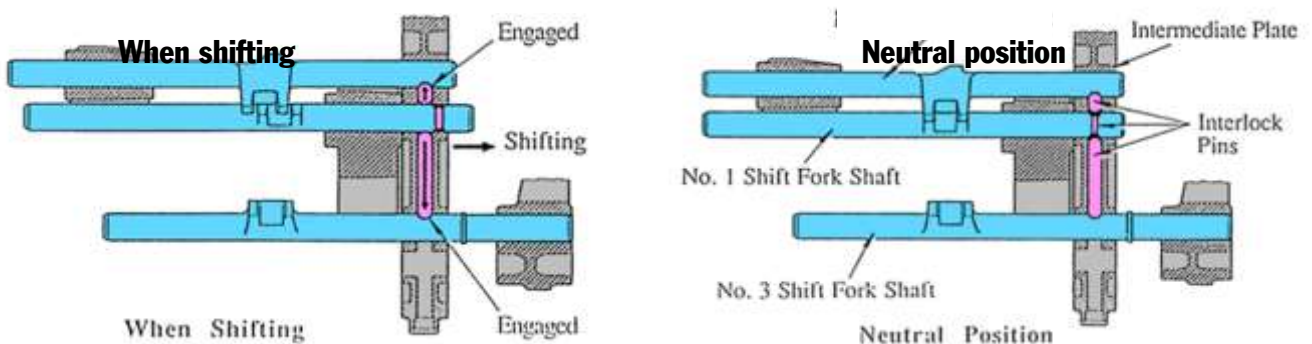 When shifting
Engaged
Shifting
Engaged
When Shifting
Neutral position
Intermediate Plate
Interlock
Pins
No. 1 Shift Fork Shaft
No. 3 Shift Fork Shaft
Neutral Position